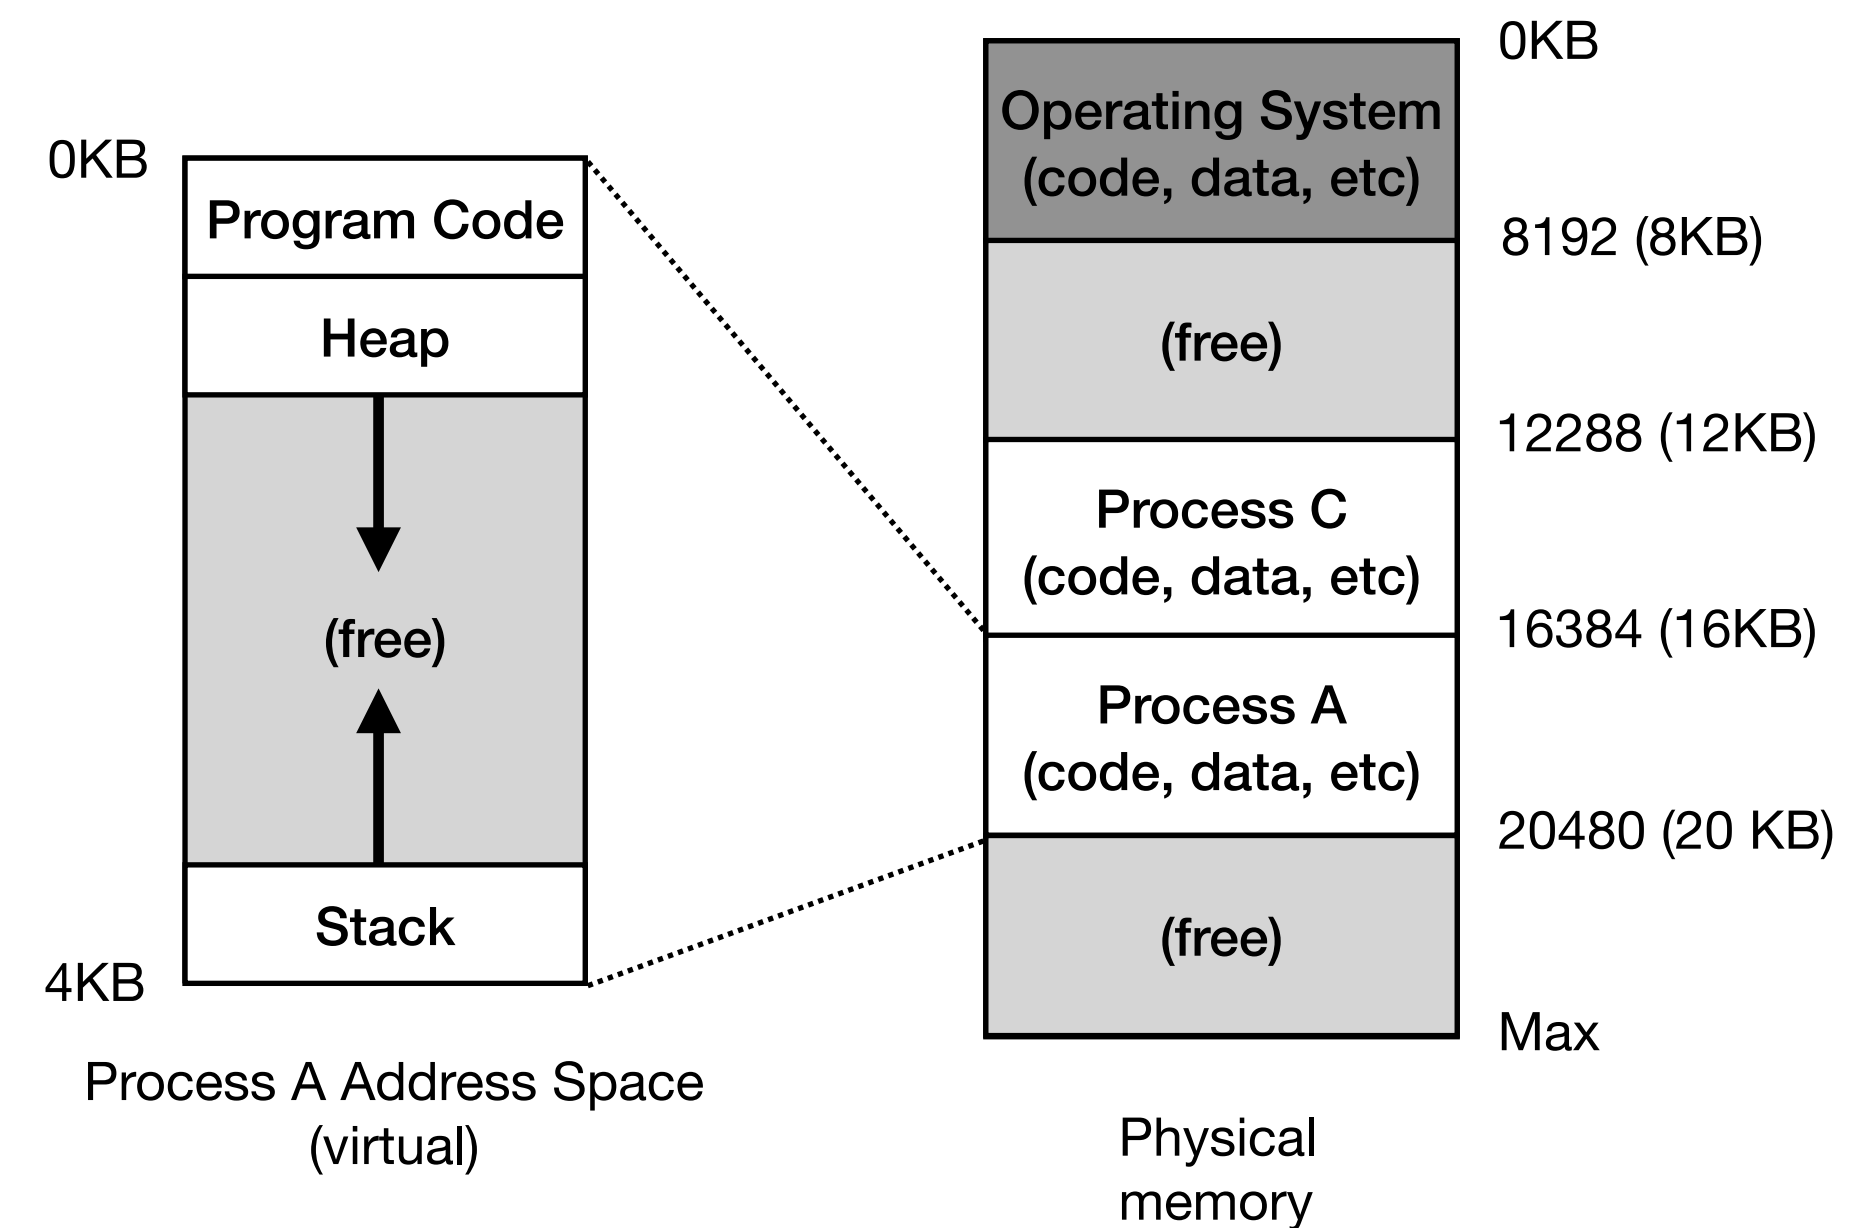 0KB
Program Code
Heap
(free)
Stack
4KB
Process A Address Space
(virtual)
0KB
Operating System
(code, data, etc)
8192 (8KB)
(free)
12288 (12KB)
Process C
(code, data, etc)
16384 (16KB)
Process A
(code, data, etc)
20480 (20 KB)
(free)
Max
Physical
memory